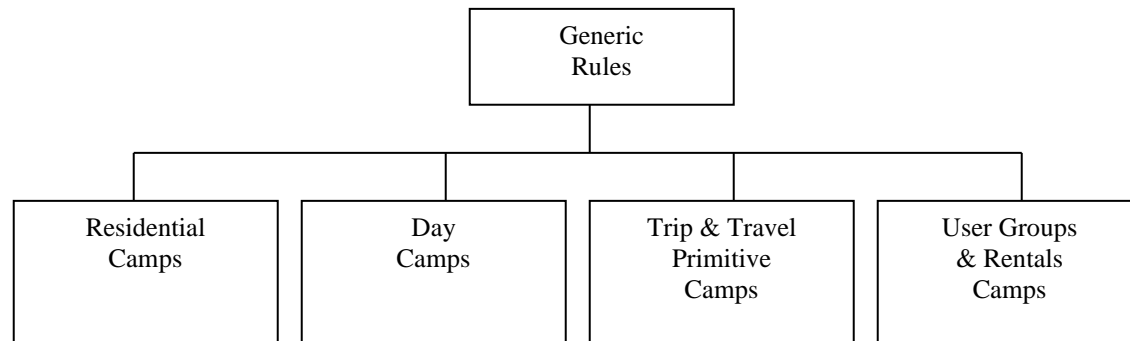 Generic
Rules
Residential
Camps
Day
Camps
Trip & Travel
Primitive
Camps
User Groups
& Rentals
Camps